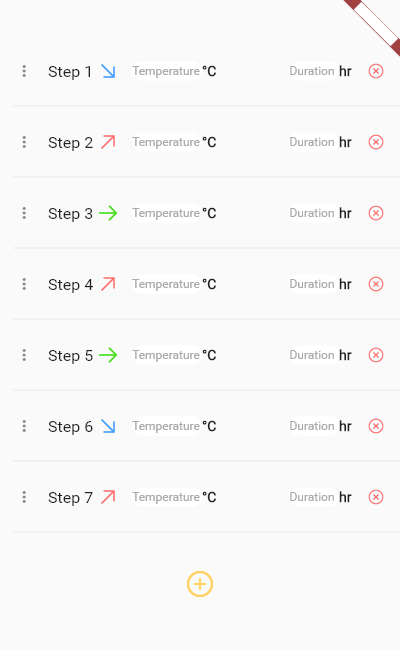 Step 1 Temperature °C Duration hr
Step 2 Temperature °C Duration hr
Step 3 Temperature °C Duration hr
Step 4 Temperature °C Duration hr
Step 5 Temperature °C Duration hr
Step 6 Temperature °C Duration hr
Step 7 Temperature °C Duration hr